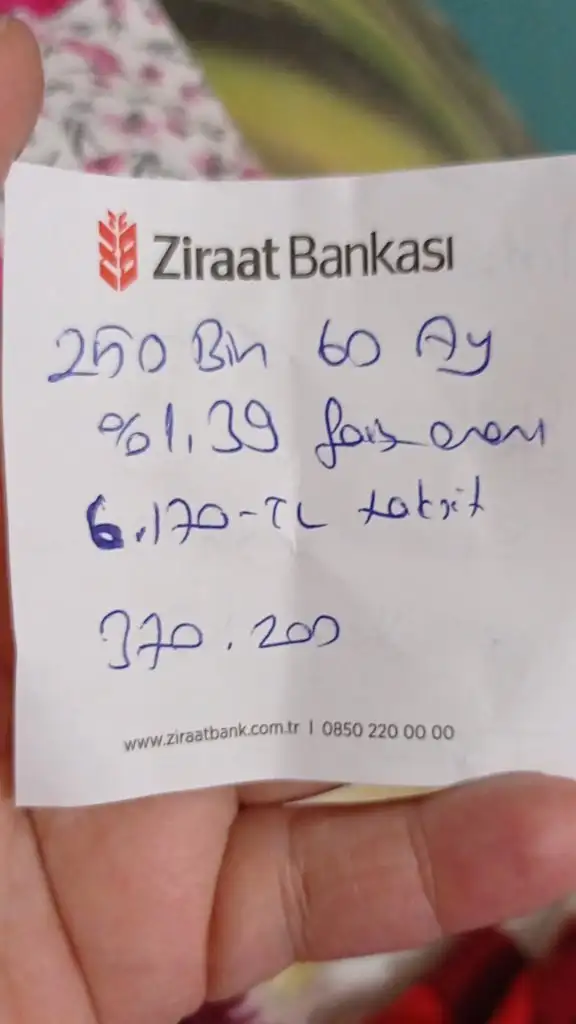 Ziraat Bankası
250 Bin 60 Ay
%1.39 faiz oranı
6.170-TL taksit
370.200
www.ziraatbank.com.tr | 0850 220 00 00